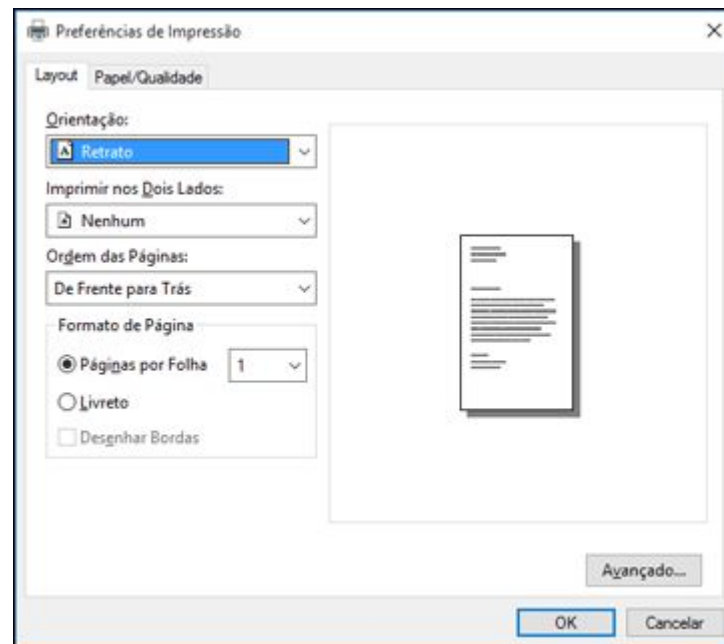 Preferências de Impressão
Layout Papel/Qualidade
Orientação:
Retrato
Imprimir nos Dois Lados:
Nenhum
Ordem das Páginas:
De Frente para Trás
Formato de Página
Páginas por Folha 1
Livreto
Desenhar Bordas
Avançado...
OK Cancelar